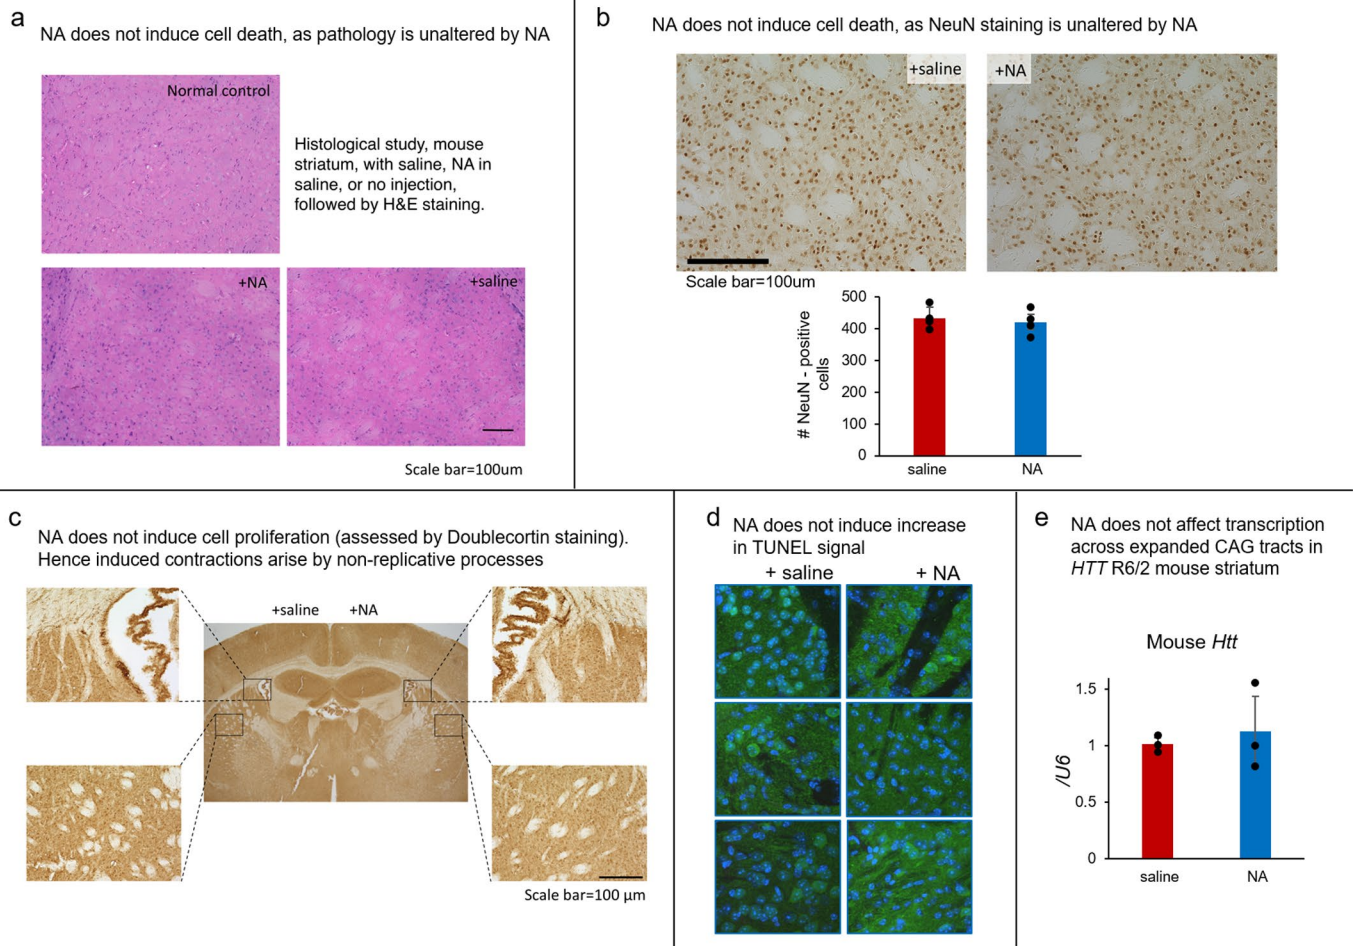 a
NA does not induce cell death, as pathology is unaltered by NA
Normal control
Histological study, mouse
striatum, with saline, NA in
saline, or no injection,
followed by H&E staining.
+NA
+saline
Scale bar=100um
b
NA does not induce cell death, as NeuN staining is unaltered by NA
+saline
+NA
Scale bar=100um
# NeuN - positive
cells
500
400
300
200
100
0
saline
NA
c
NA does not induce cell proliferation (assessed by Doublecortin staining).
Hence induced contractions arise by non-replicative processes
+saline
+NA
Scale bar=100 µm
d
NA does not induce increase
in TUNEL signal
+ saline
+ NA
e
NA does not affect transcription
across expanded CAG tracts in
HTT R6/2 mouse striatum
Mouse Htt
/U6
1.5
1
0.5
0
saline
NA